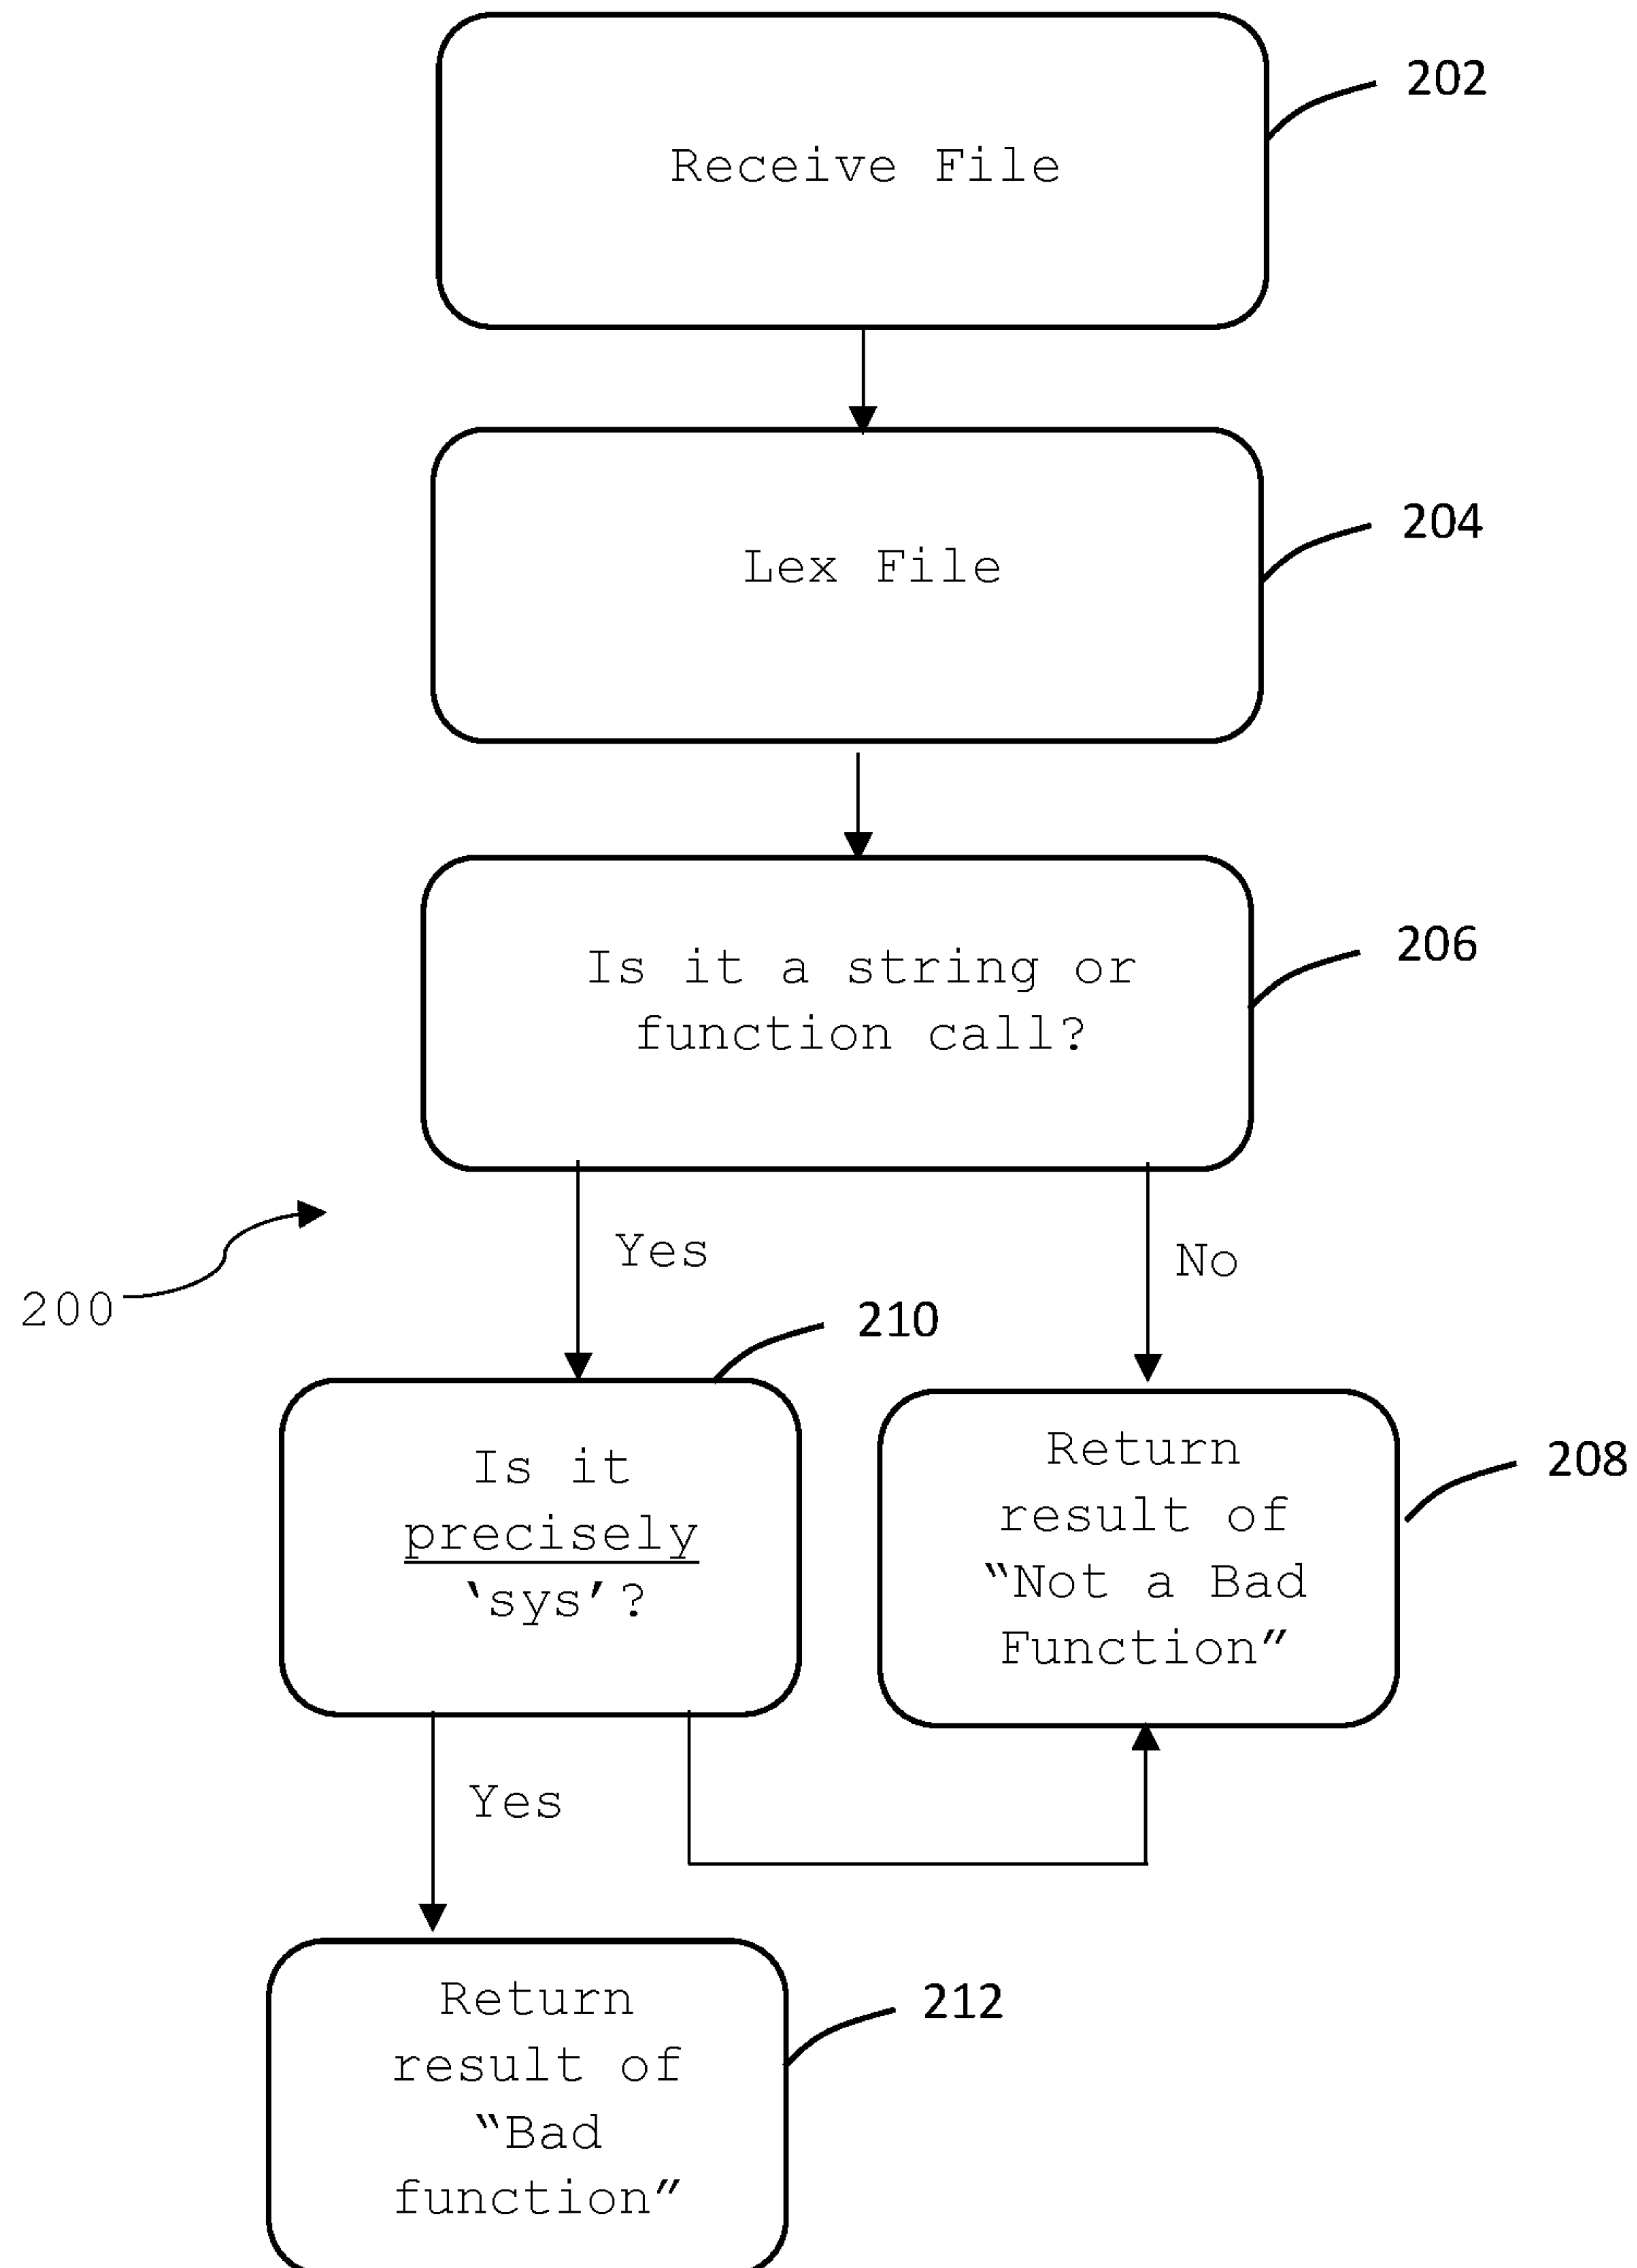 Receive File
202
Lex File
204
Is it a string or
function call?
206
Yes
No
200
210
Is it
precisely
‘sys’?
Return
result of
“Not a Bad
Function”
208
Yes
Return
result of
“Bad
function”
212